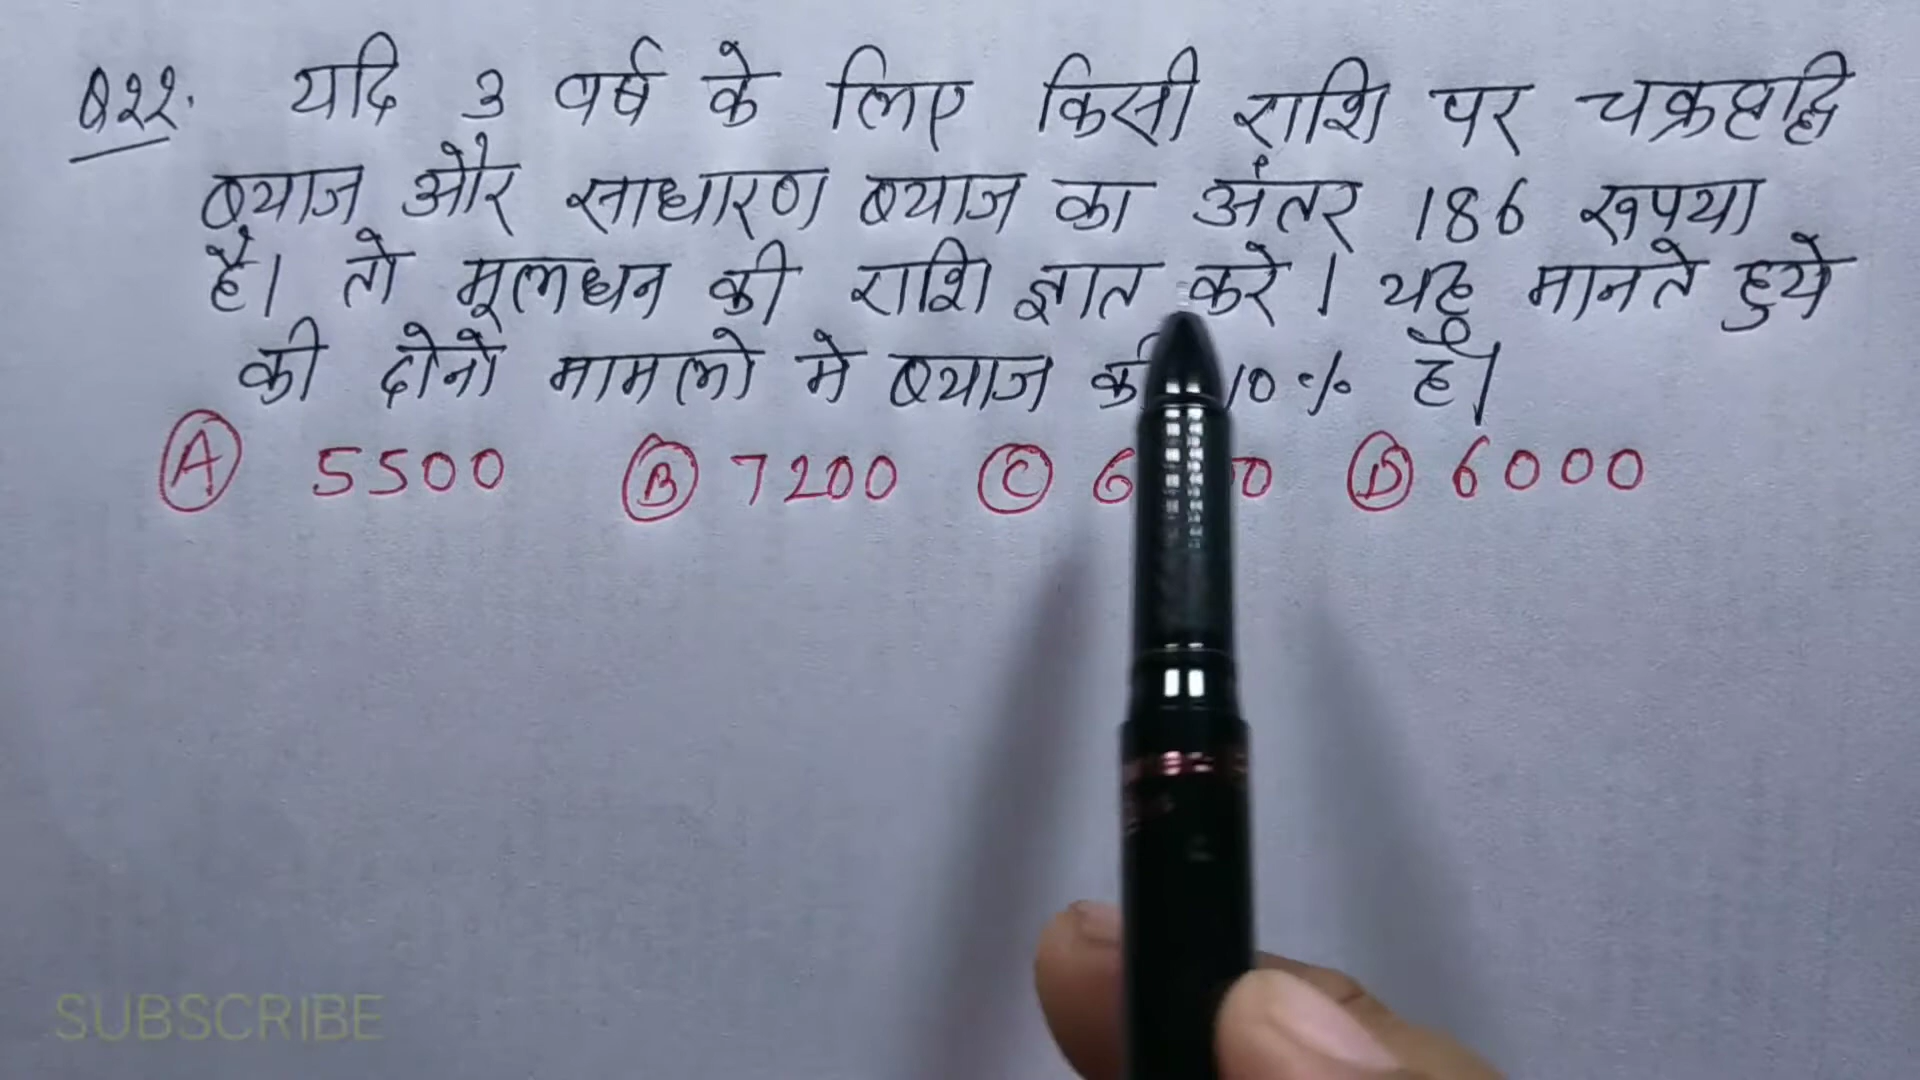 Q22. यदि 3 वर्ष के लिए किसी राशि पर चक्रवृद्धि
ब्याज और साधारण ब्याज का अंतर 186 रूपया
है। तो मूलधन की राशि ज्ञात करे। यह मानते हुये
की दोनो मामलो मे ब्याज की 10% है।
A 5500 B 7200 C D 6000
SUBSCRIBE